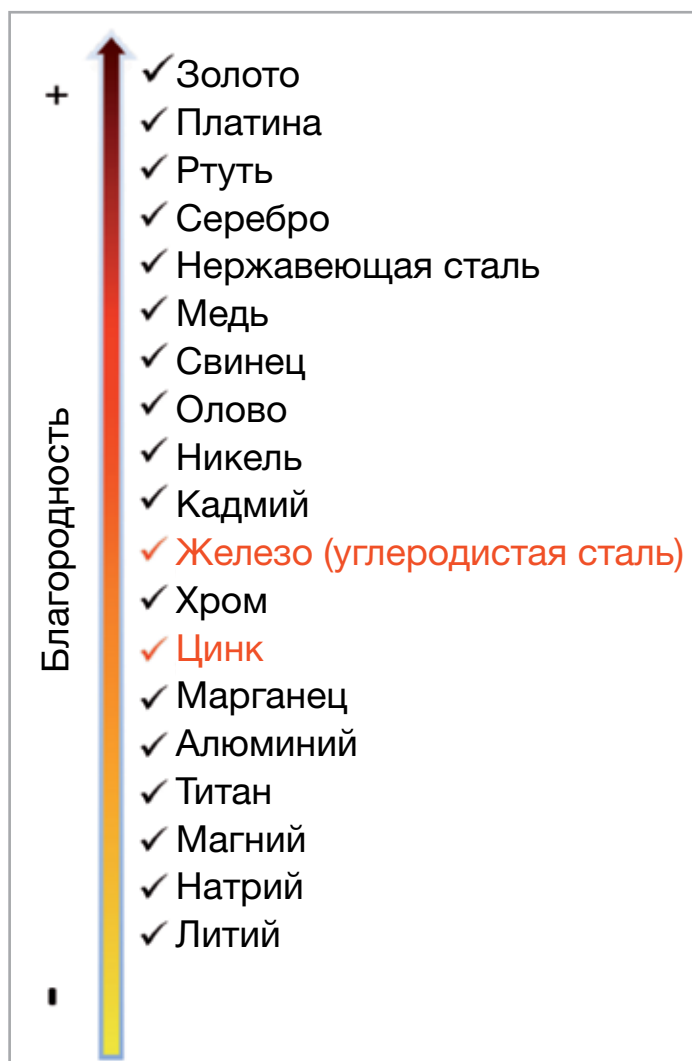 +
✓ Золото
✓ Платина
✓ Ртуть
✓ Серебро
✓ Нержавеющая сталь
✓ Медь
✓ Свинец
✓ Олово
✓ Никель
✓ Кадмий
✓ Железо (углеродистая сталь)
✓ Хром
✓ Цинк
✓ Марганец
✓ Алюминий
✓ Титан
✓ Магний
✓ Натрий
✓ Литий
-
Благородность